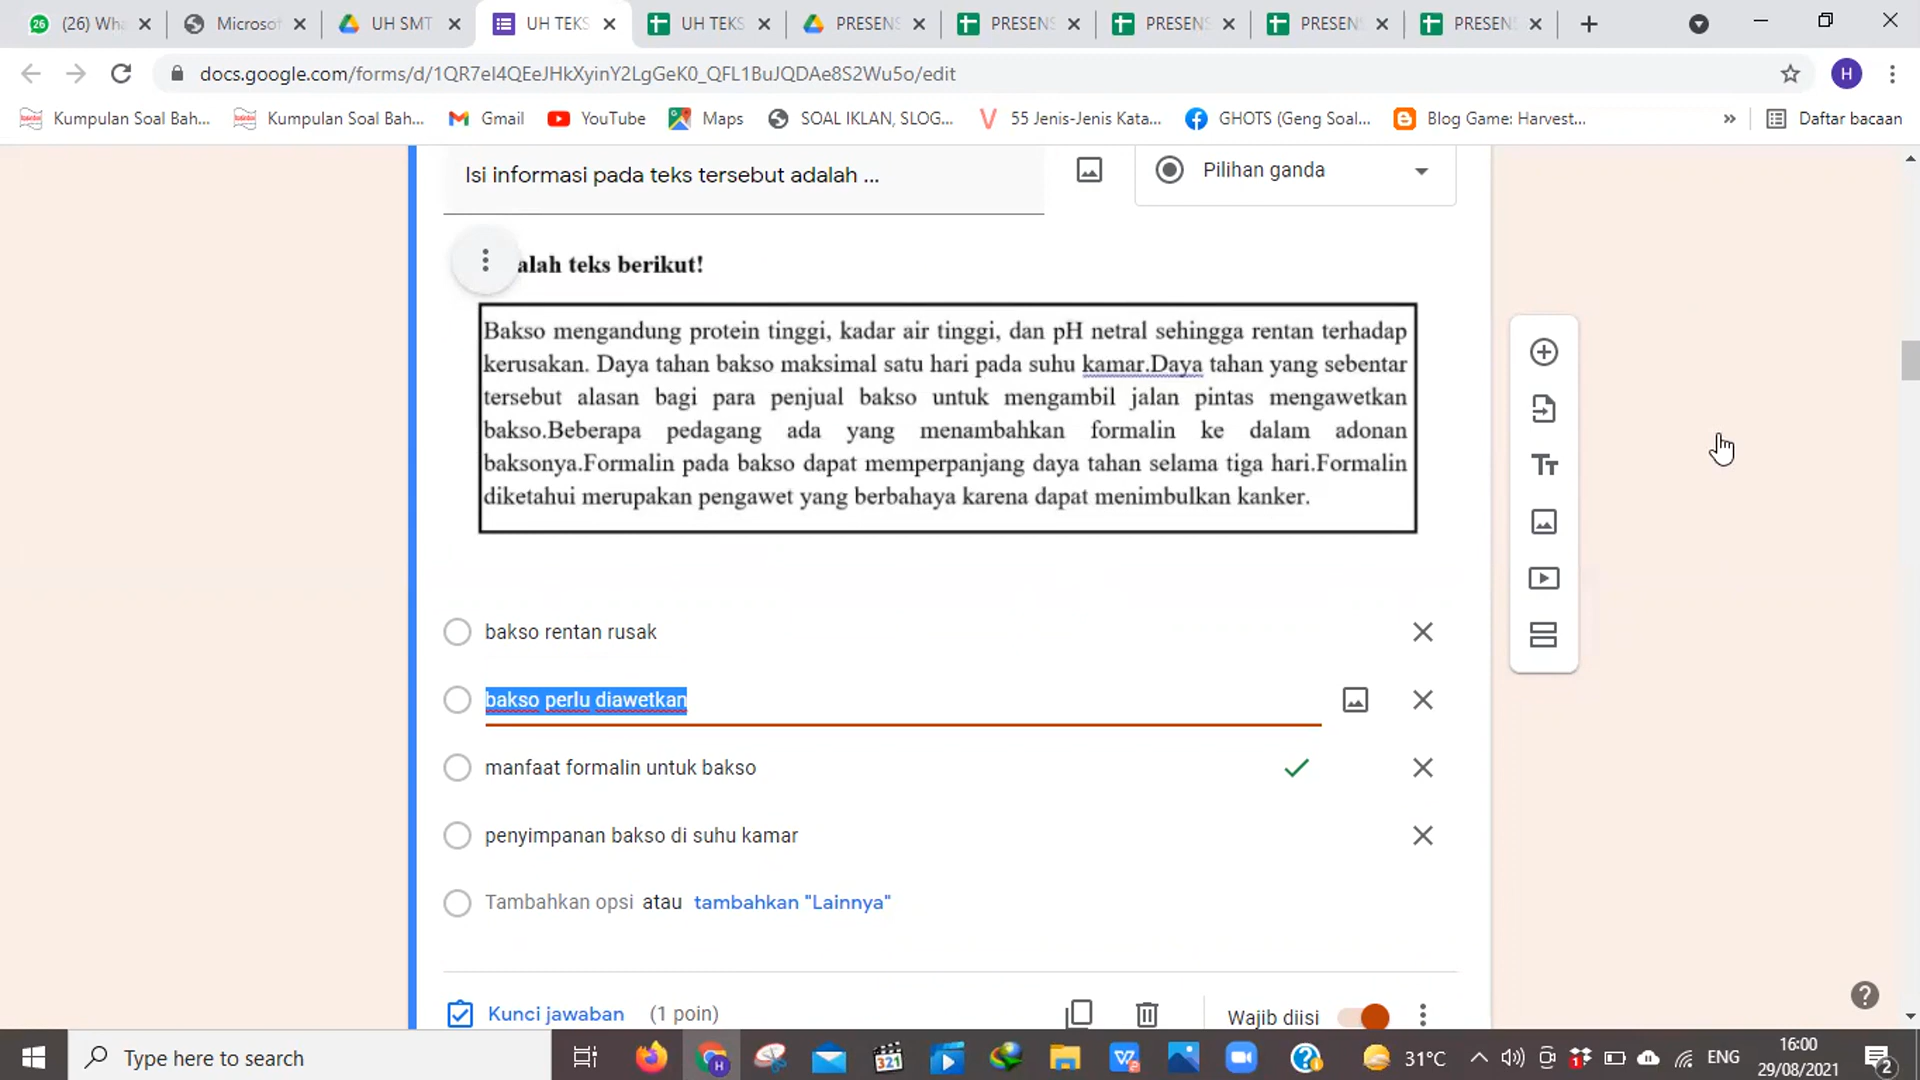 (26) Wha
Microsof
UH SMT
UH TEKS
UH TEKS
PRESENS
PRESENS
PRESENS
PRESEN
PRESEN
docs.google.com/forms/d/1QR7eI4QEeJHkXyinY2LgGeK0_QFL1BuJQDAe8S2Wu5o/edit
H
Kumpulan Soal Bah...
Kumpulan Soal Bah...
Gmail
YouTube
Maps
SOAL IKLAN, SLOG...
55 Jenis-Jenis Kata...
GHOTS (Geng Soal...
Blog Game: Harvest...
Daftar bacaan
Isi informasi pada teks tersebut adalah ...
Pilihan ganda
alah teks berikut!
Bakso mengandung protein tinggi, kadar air tinggi, dan pH netral sehingga rentan terhadap
kerusakan. Daya tahan bakso maksimal satu hari pada suhu kamar.Daya tahan yang sebentar
tersebut alasan bagi para penjual bakso untuk mengambil jalan pintas mengawetkan
bakso.Beberapa pedagang ada yang menambahkan formalin ke dalam adonan
baksonya.Formalin pada bakso dapat memperpanjang daya tahan selama tiga hari.Formalin
diketahui merupakan pengawet yang berbahaya karena dapat menimbulkan kanker.
bakso rentan rusak
bakso perlu diawetkan
manfaat formalin untuk bakso
penyimpanan bakso di suhu kamar
Tambahkan opsi atau tambahkan "Lainnya"
Kunci jawaban (1 poin)
Wajib diisi
Type here to search
31°C
ENG
16:00
29/08/2021
2